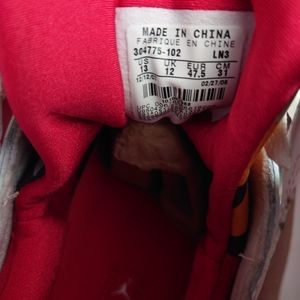 MADE IN CHINA
FABRIQUE EN CHINE
304775-102 LN3
US UK EUR CM
13 12 47.5 31
02/27/08